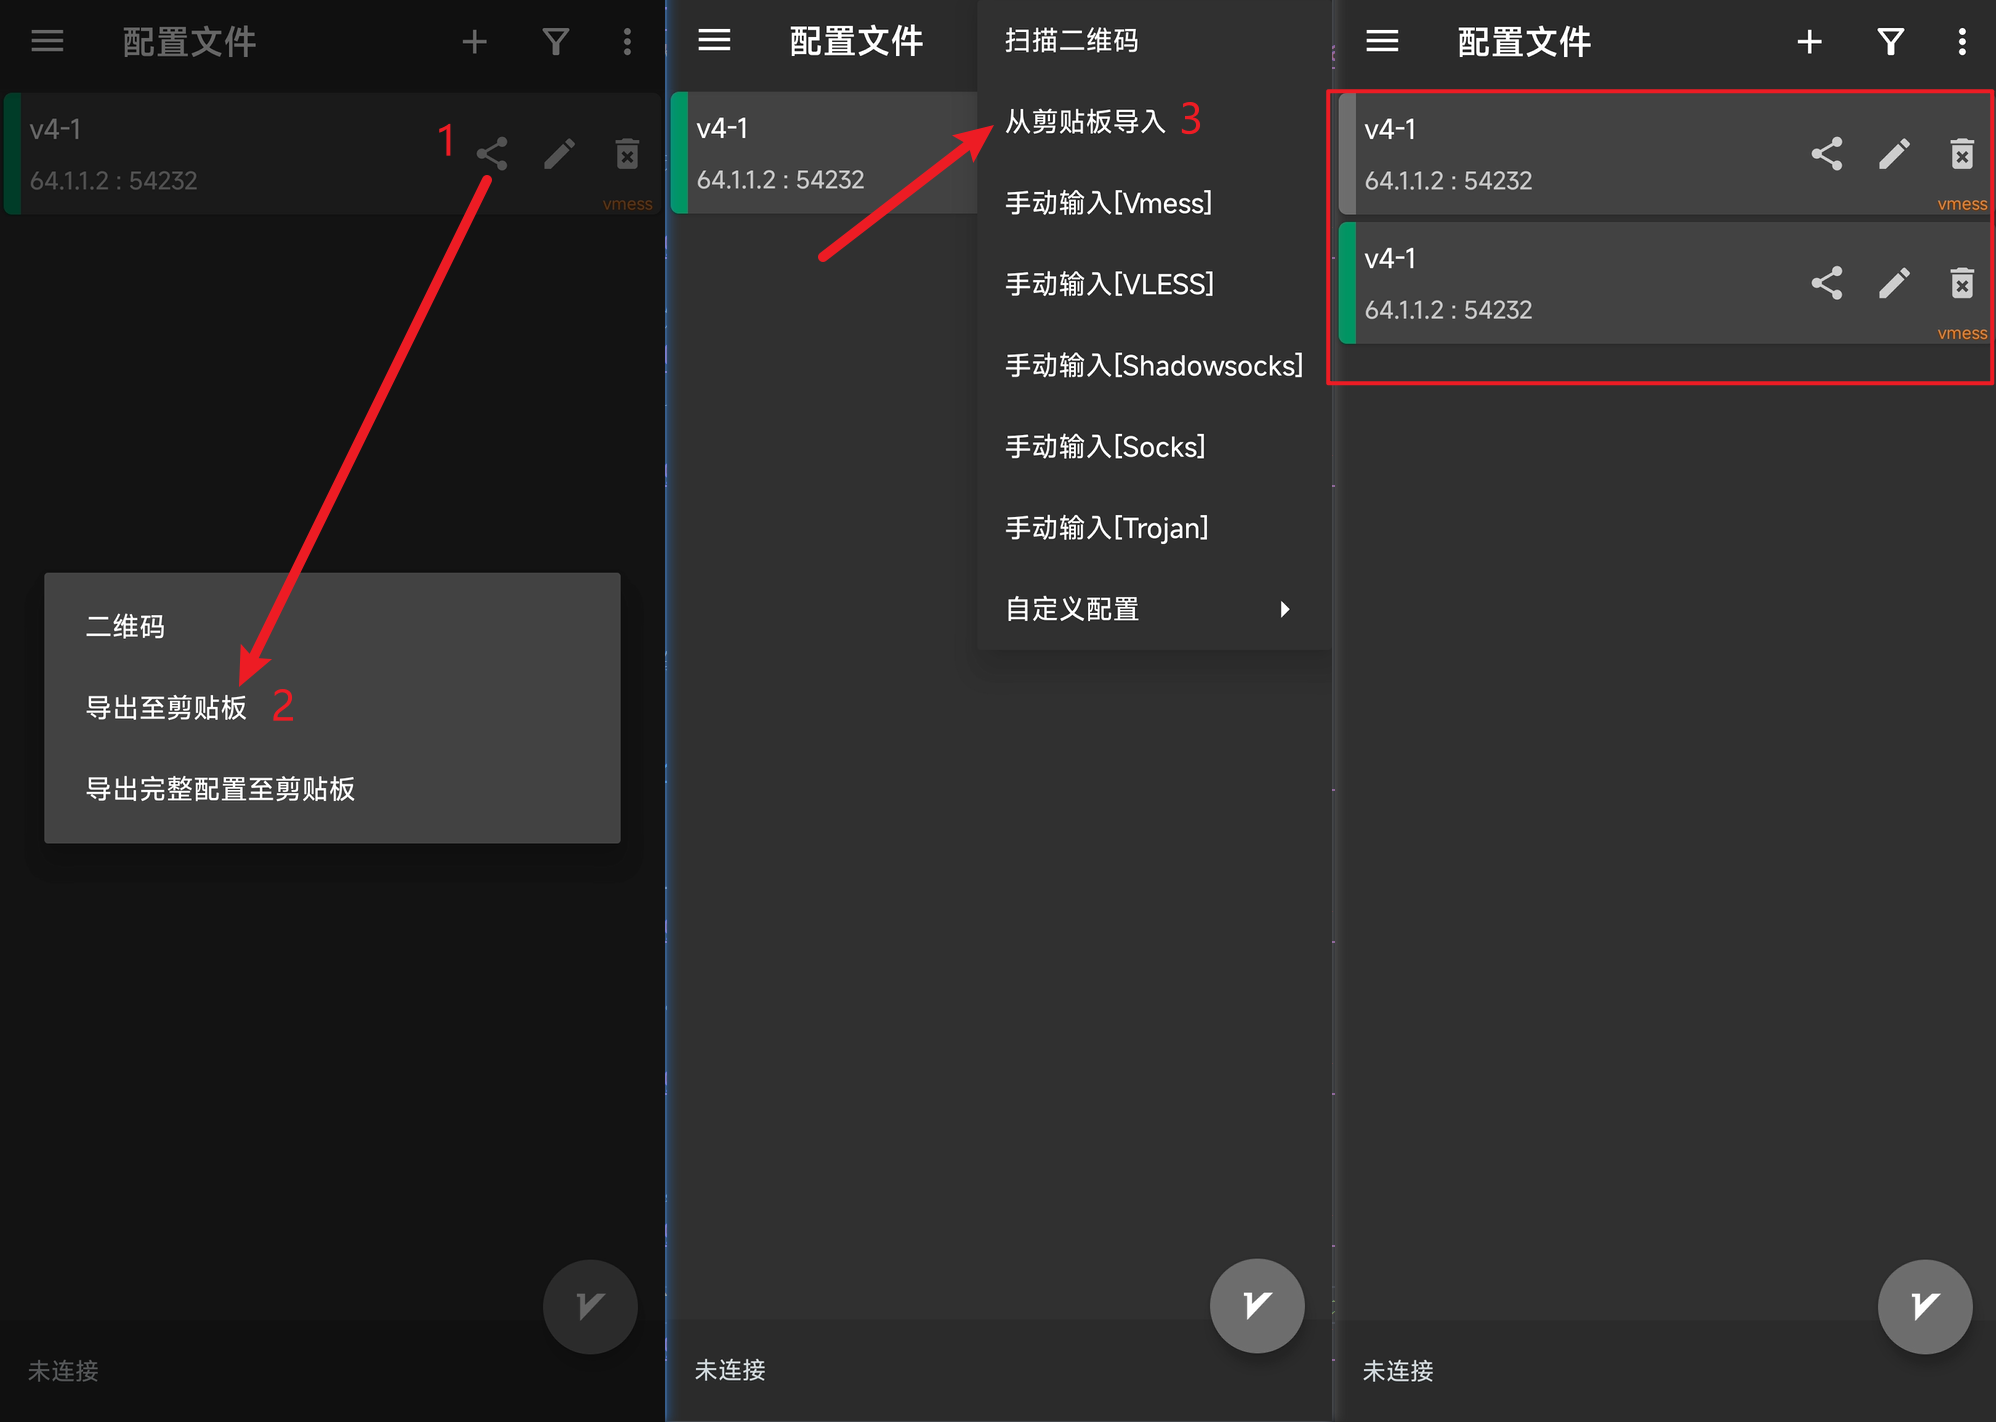 配置文件
v4-1
64.1.1.2 : 54232
vmess
1
二维码
导出至剪贴板 2
导出完整配置至剪贴板
未连接
配置文件
v4-1
64.1.1.2 : 54232
扫描二维码
从剪贴板导入 3
手动输入[Vmess]
手动输入[VLESS]
手动输入[Shadowsocks]
手动输入[Socks]
手动输入[Trojan]
自定义配置
未连接
配置文件
v4-1
64.1.1.2 : 54232
vmess
v4-1
64.1.1.2 : 54232
vmess
未连接